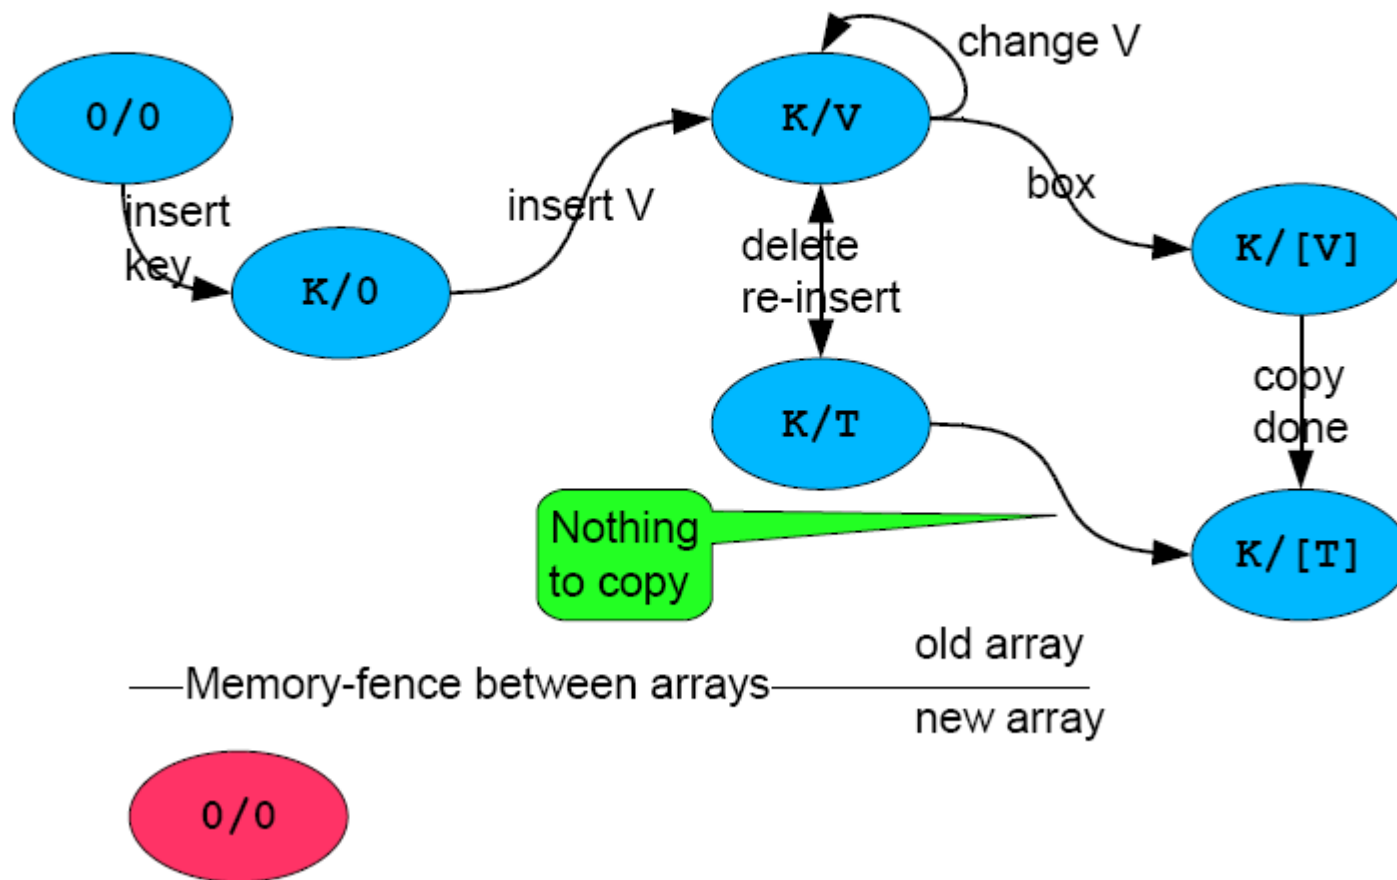 change V
0/0
K/V
box
insert
key
insert V
delete
re-insert
K/[V]
K/0
copy
done
K/T
Nothing
to copy
K/[T]
old array
Memory-fence between arrays
new array
0/0